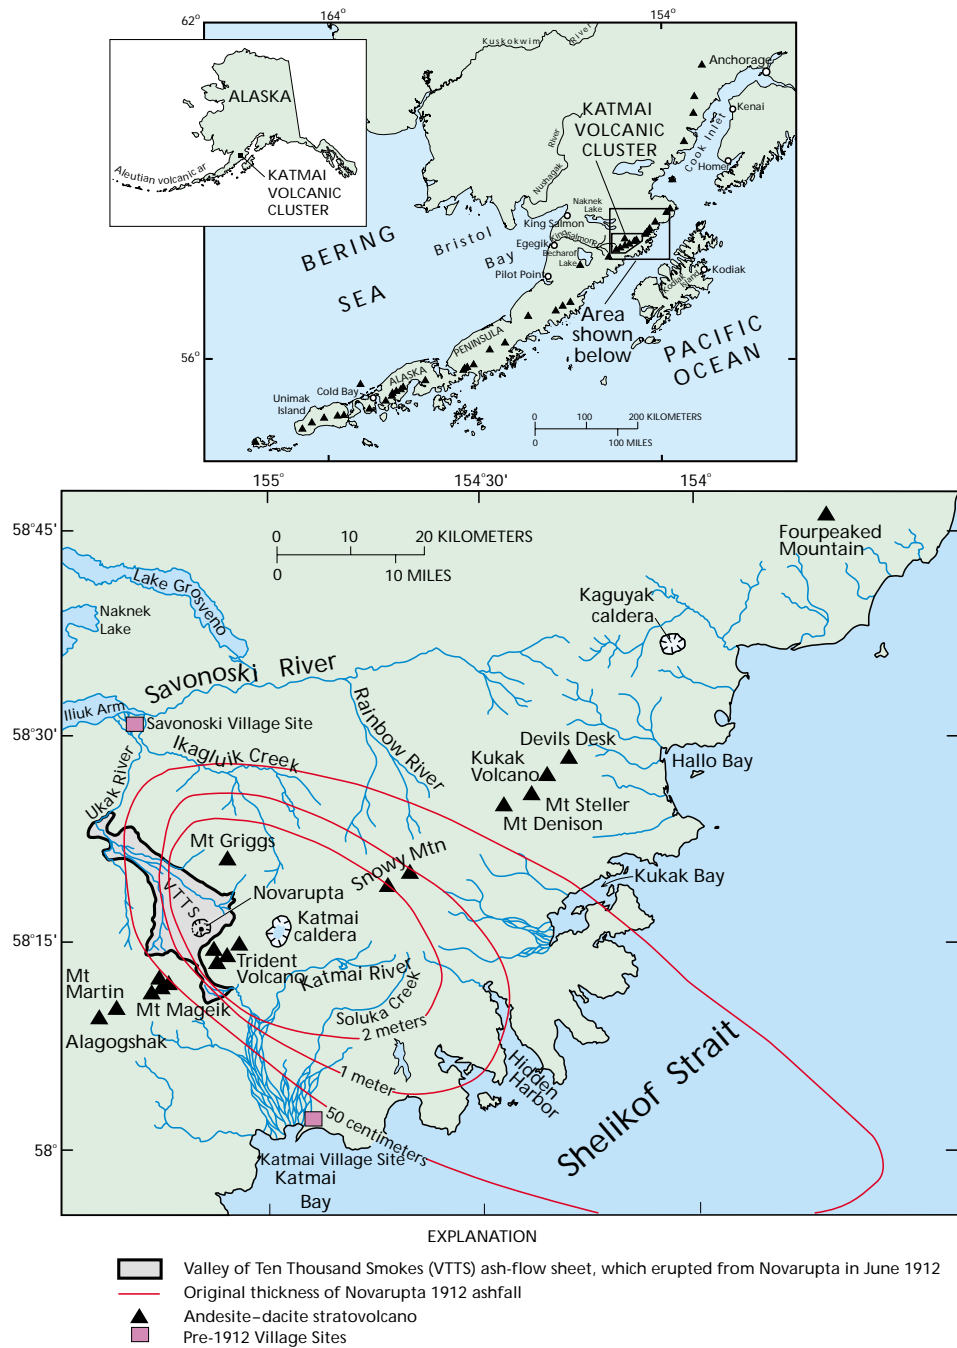 62°
164°
154°
Kuskokwim
River
Anchorage
ALASKA
Aleutian volcanic ar
KATMAI
VOLCANIC
CLUSTER
KATMAI
VOLCANIC
CLUSTER
Kenai
Cook Inlet
Homer
Nushagak
River
Naknek
Lake
King Salmon
King Salmon R
Egegik
Becharof
Lake
Pilot Point
BERING
SEA
Bristol
Bay
Kodiak
Kodiak
Island
Area
shown
below
PACIFIC
OCEAN
56°
PENINSULA
ALASKA
Cold Bay
Unimak
Island
0 100 200 KILOMETERS
0 100 MILES
155°
154°30'
154°
58°45'
0 10 20 KILOMETERS
0 10 MILES
Fourpeaked
Mountain
Lake Grosveno
Naknek
Lake
Kaguyak
caldera
Savonoski River
Iliuk Arm
Savonoski Village Site
58°30'
Ikagluik Creek
Rainbow River
Ukak River
Devils Desk
Kukak
Volcano
Hallo Bay
Mt Steller
Mt Denison
Mt Griggs
Snowy Mtn
VTTS
Novarupta
Kukak Bay
Katmai
caldera
58°15'
Trident
Volcano
Katmai River
Mt
Martin
Mt Mageik
Soluka Creek
2 meters
Alagogshak
1 meter
Hidden
Harbor
Shelikof Strait
50 centimeters
58°
Katmai Village Site
Katmai
Bay
EXPLANATION
Valley of Ten Thousand Smokes (VTTS) ash-flow sheet, which erupted from Novarupta in June 1912
Original thickness of Novarupta 1912 ashfall
Andesite–dacite stratovolcano
Pre-1912 Village Sites